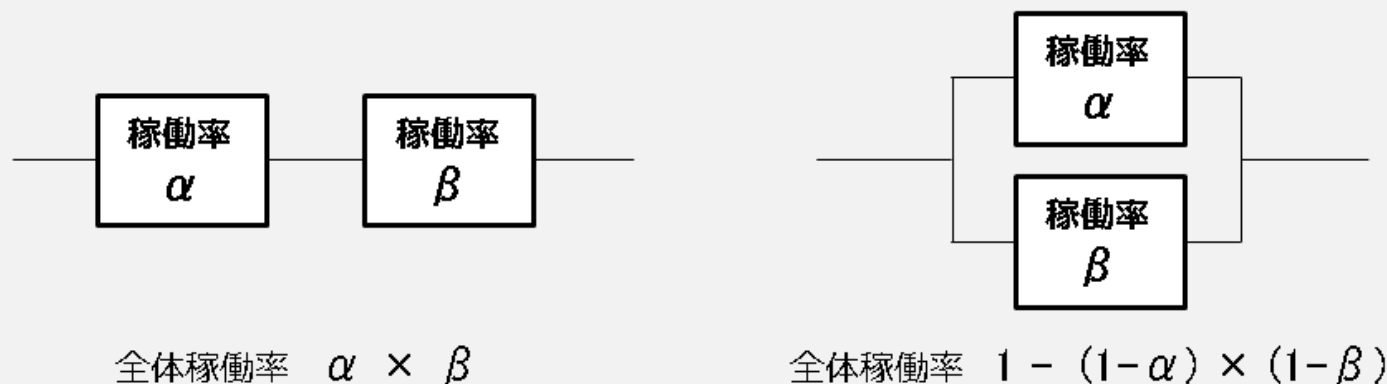 稼働率
α
稼働率
β
全体稼働率 α × β
稼働率
α
稼働率
β
全体稼働率 1 - (1-α) × (1-β)